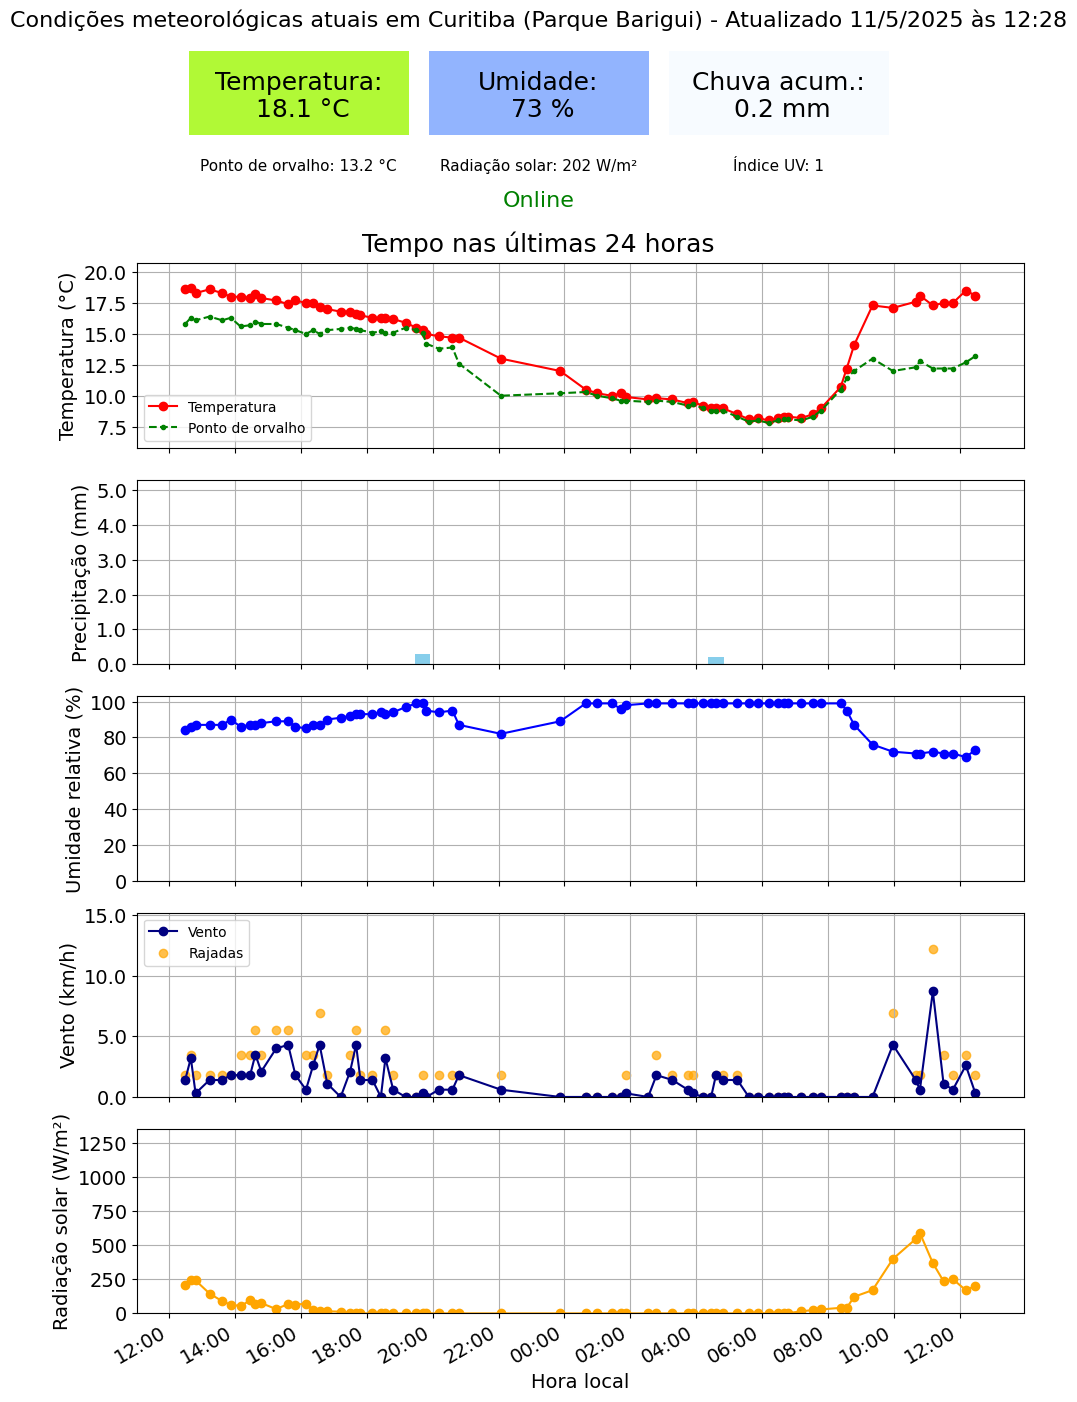 Condições meteorológicas atuais em Curitiba (Parque Barigui) - Atualizado 11/5/2025 às 12:28
Temperatura:
18.1 °C
Umidade:
73 %
Chuva acum.:
0.2 mm
Ponto de orvalho: 13.2 °C
Radiação solar: 202 W/m²
Índice UV: 1
Online
Tempo nas últimas 24 horas
Temperatura (°C)
20.0
17.5
15.0
12.5
10.0
7.5
Temperatura
Ponto de orvalho
Precipitação (mm)
5.0
4.0
3.0
2.0
1.0
0.0
Umidade relativa (%)
100
80
60
40
20
0
Vento (km/h)
15.0
10.0
5.0
0.0
Vento
Rajadas
Radiação solar (W/m²)
1250
1000
750
500
250
0
12:00 14:00 16:00 18:00 20:00 22:00 00:00 02:00 04:00 06:00 08:00 10:00 12:00
Hora local